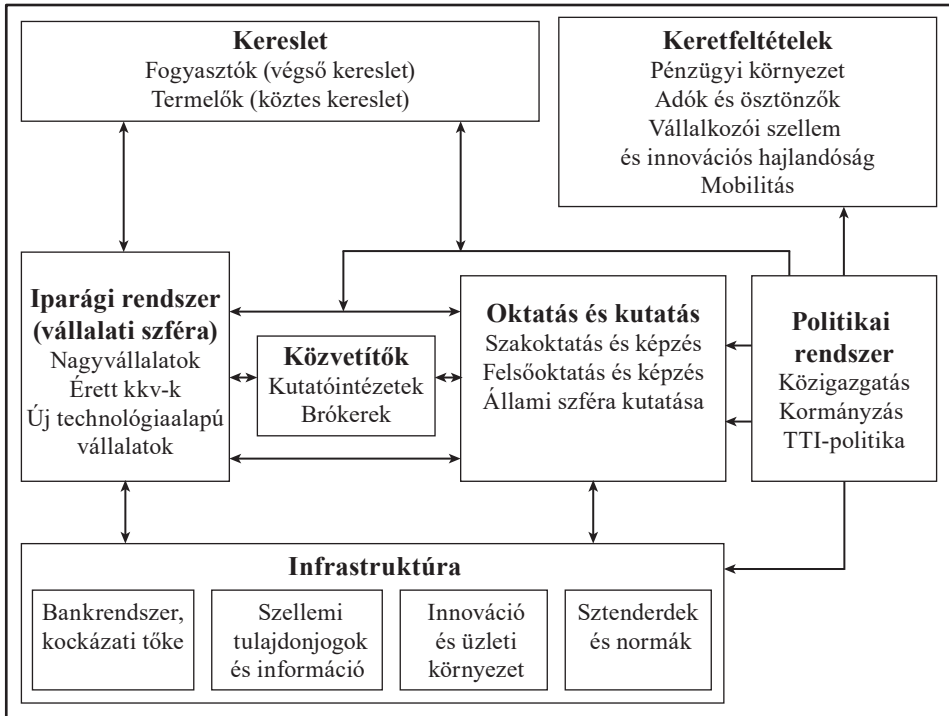 Kereslet
Fogyasztók (végső kereslet)
Termelők (köztes kereslet)
Keretfeltételek
Pénzügyi környezet
Adók és ösztönzők
Vállalkozói szellem
és innovációs hajlandóság
Mobilitás
Iparági rendszer
(vállalati szféra)
Nagyvállalatok
Érett kkv-k
Új technológiaalapú
vállalatok
Közvetítők
Kutatóintézetek
Brókerek
Oktatás és kutatás
Szakoktatás és képzés
Felsőoktatás és képzés
Állami szféra kutatása
Politikai
rendszer
Közigazgatás
Kormányzás
TTI-politika
Infrastruktúra
Bankrendszer,
kockázati tőke
Szellemi
tulajdonjogok
és információ
Innováció
és üzleti
környezet
Sztenderdek
és normák